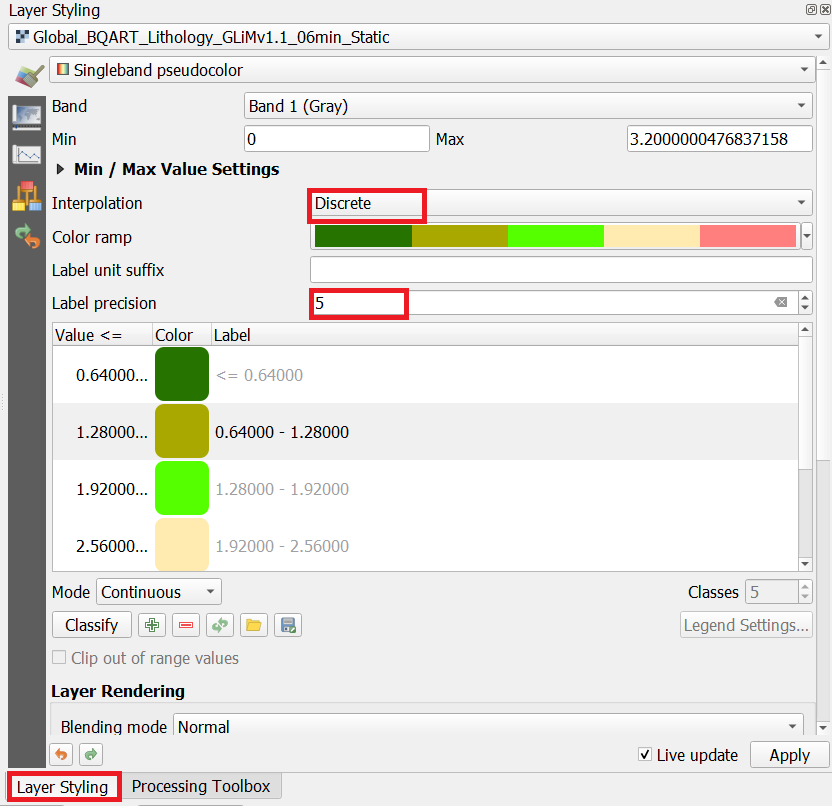 Layer Styling
Global_BQART_Lithology_GLiMv1.1_06min_Static
Singleband pseudocolor
Band Band 1 (Gray)
Min 0 Max 3.2000000476837158
Min / Max Value Settings
Interpolation Discrete
Color ramp
Label unit suffix
Label precision 5
Value <= Color Label
0.64000... <= 0.64000
1.28000... 0.64000 - 1.28000
1.92000... 1.28000 - 1.92000
2.56000... 1.92000 - 2.56000
Mode Continuous Classes 5
Classify Legend Settings...
Clip out of range values
Layer Rendering
Blending mode Normal
Live update Apply
Layer Styling Processing Toolbox